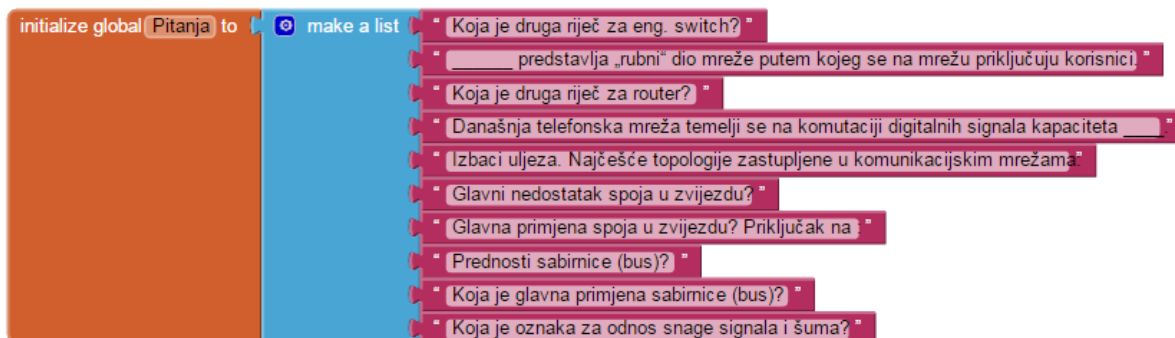 initialize global Pitanja to make a list " Koja je druga riječ za eng. switch? "
" ______ predstavlja „rubni“ dio mreže putem kojeg se na mrežu priključuju korisnici. "
" Koja je druga riječ za router? "
" Današnja telefonska mreža temelji se na komutaciji digitalnih signala kapaciteta ____. "
" Izbaci uljeza. Najčešće topologije zastupljene u komunikacijskim mrežama: "
" Glavni nedostatak spoja u zvijezdu? "
" Glavna primjena spoja u zvijezdu? Priključak na : "
" Prednosti sabirnice (bus)? "
" Koja je glavna primjena sabirnice (bus)? "
" Koja je oznaka za odnos snage signala i šuma? "